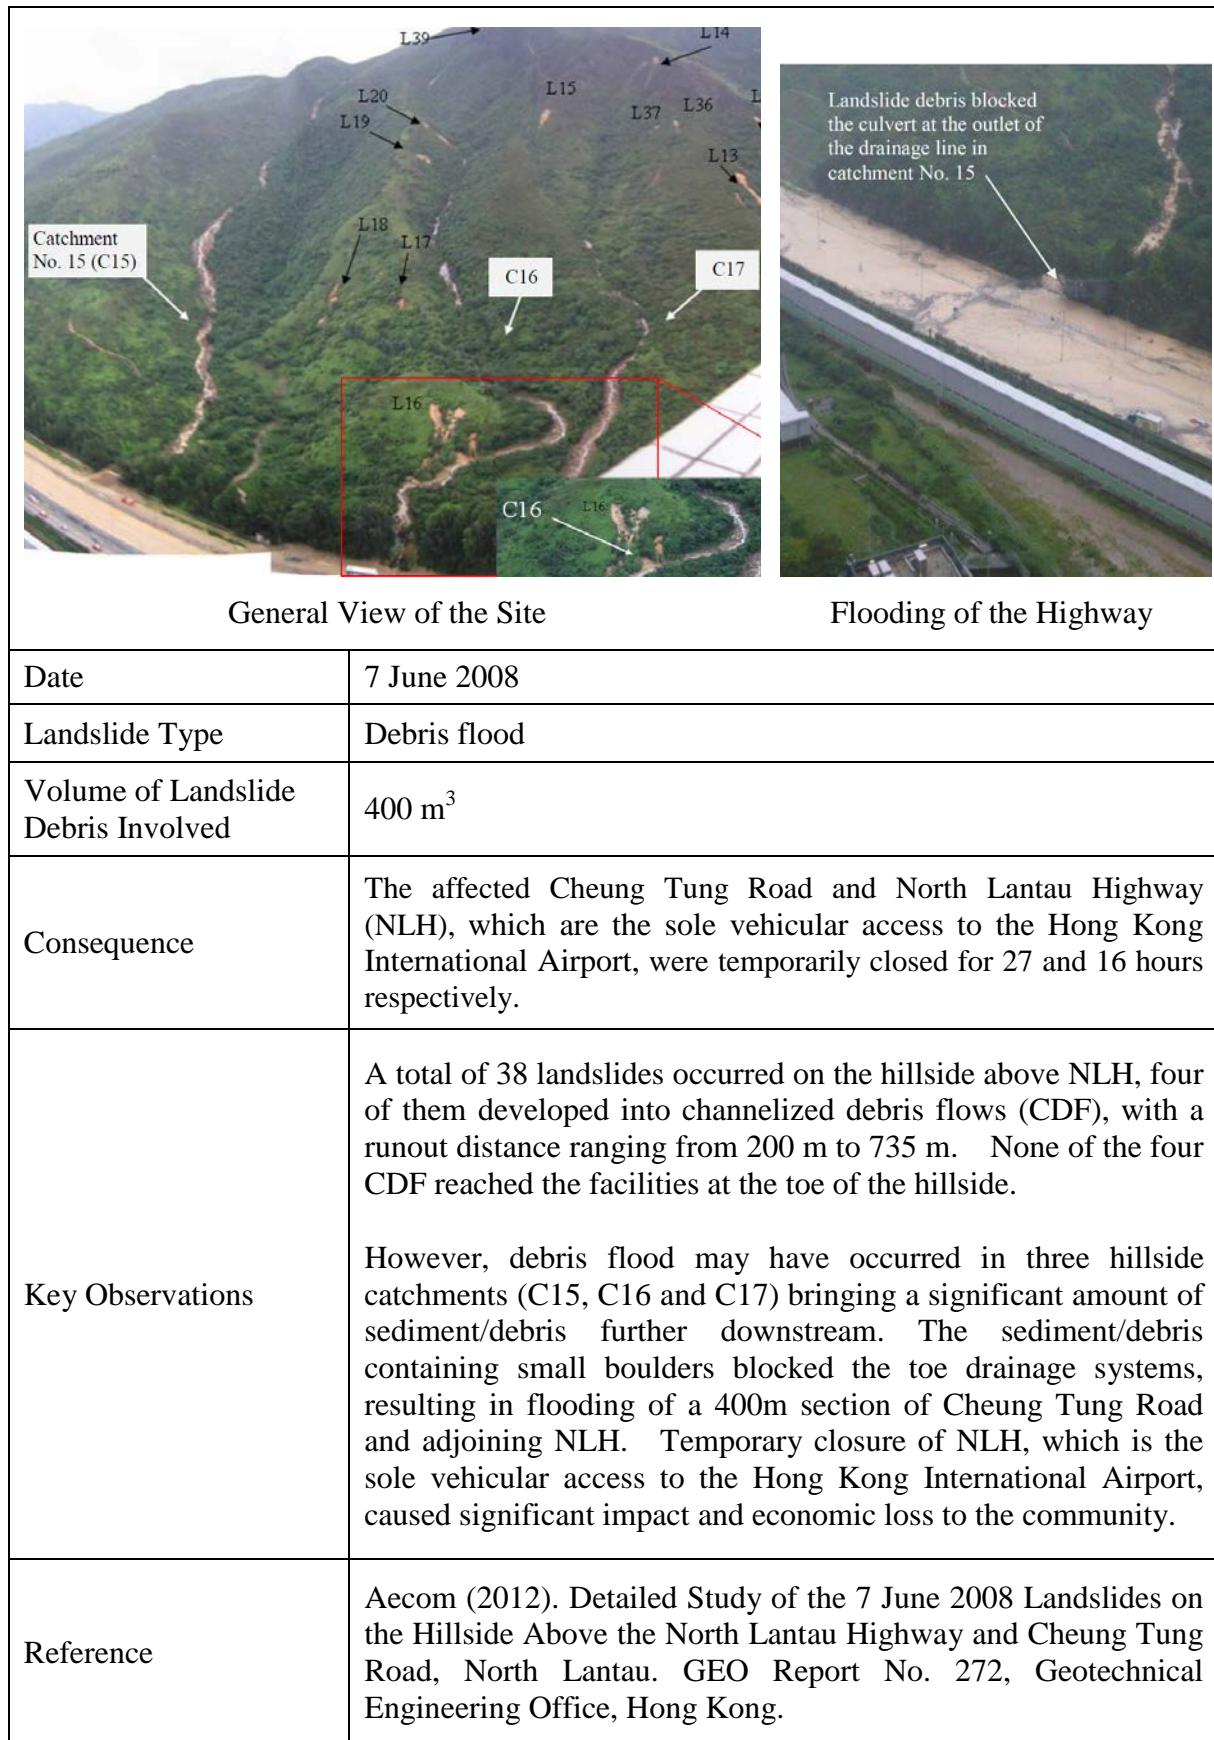 L39
L14
L20
L15
L37
L36
L19
L13
L18
L17
Catchment
No. 15 (C15)
C16
C17
L16
C16
L16
Landslide debris blocked
the culvert at the outlet of
the drainage line in
catchment No. 15
General View of the Site
Flooding of the Highway
Date
7 June 2008
Landslide Type
Debris flood
Volume of Landslide
Debris Involved
400 m³
Consequence
The affected Cheung Tung Road and North Lantau Highway
(NLH), which are the sole vehicular access to the Hong Kong
International Airport, were temporarily closed for 27 and 16 hours
respectively.
Key Observations
A total of 38 landslides occurred on the hillside above NLH, four
of them developed into channelized debris flows (CDF), with a
runout distance ranging from 200 m to 735 m. None of the four
CDF reached the facilities at the toe of the hillside.
However, debris flood may have occurred in three hillside
catchments (C15, C16 and C17) bringing a significant amount of
sediment/debris further downstream. The sediment/debris
containing small boulders blocked the toe drainage systems,
resulting in flooding of a 400m section of Cheung Tung Road
and adjoining NLH. Temporary closure of NLH, which is the
sole vehicular access to the Hong Kong International Airport,
caused significant impact and economic loss to the community.
Reference
Aecom (2012). Detailed Study of the 7 June 2008 Landslides on
the Hillside Above the North Lantau Highway and Cheung Tung
Road, North Lantau. GEO Report No. 272, Geotechnical
Engineering Office, Hong Kong.